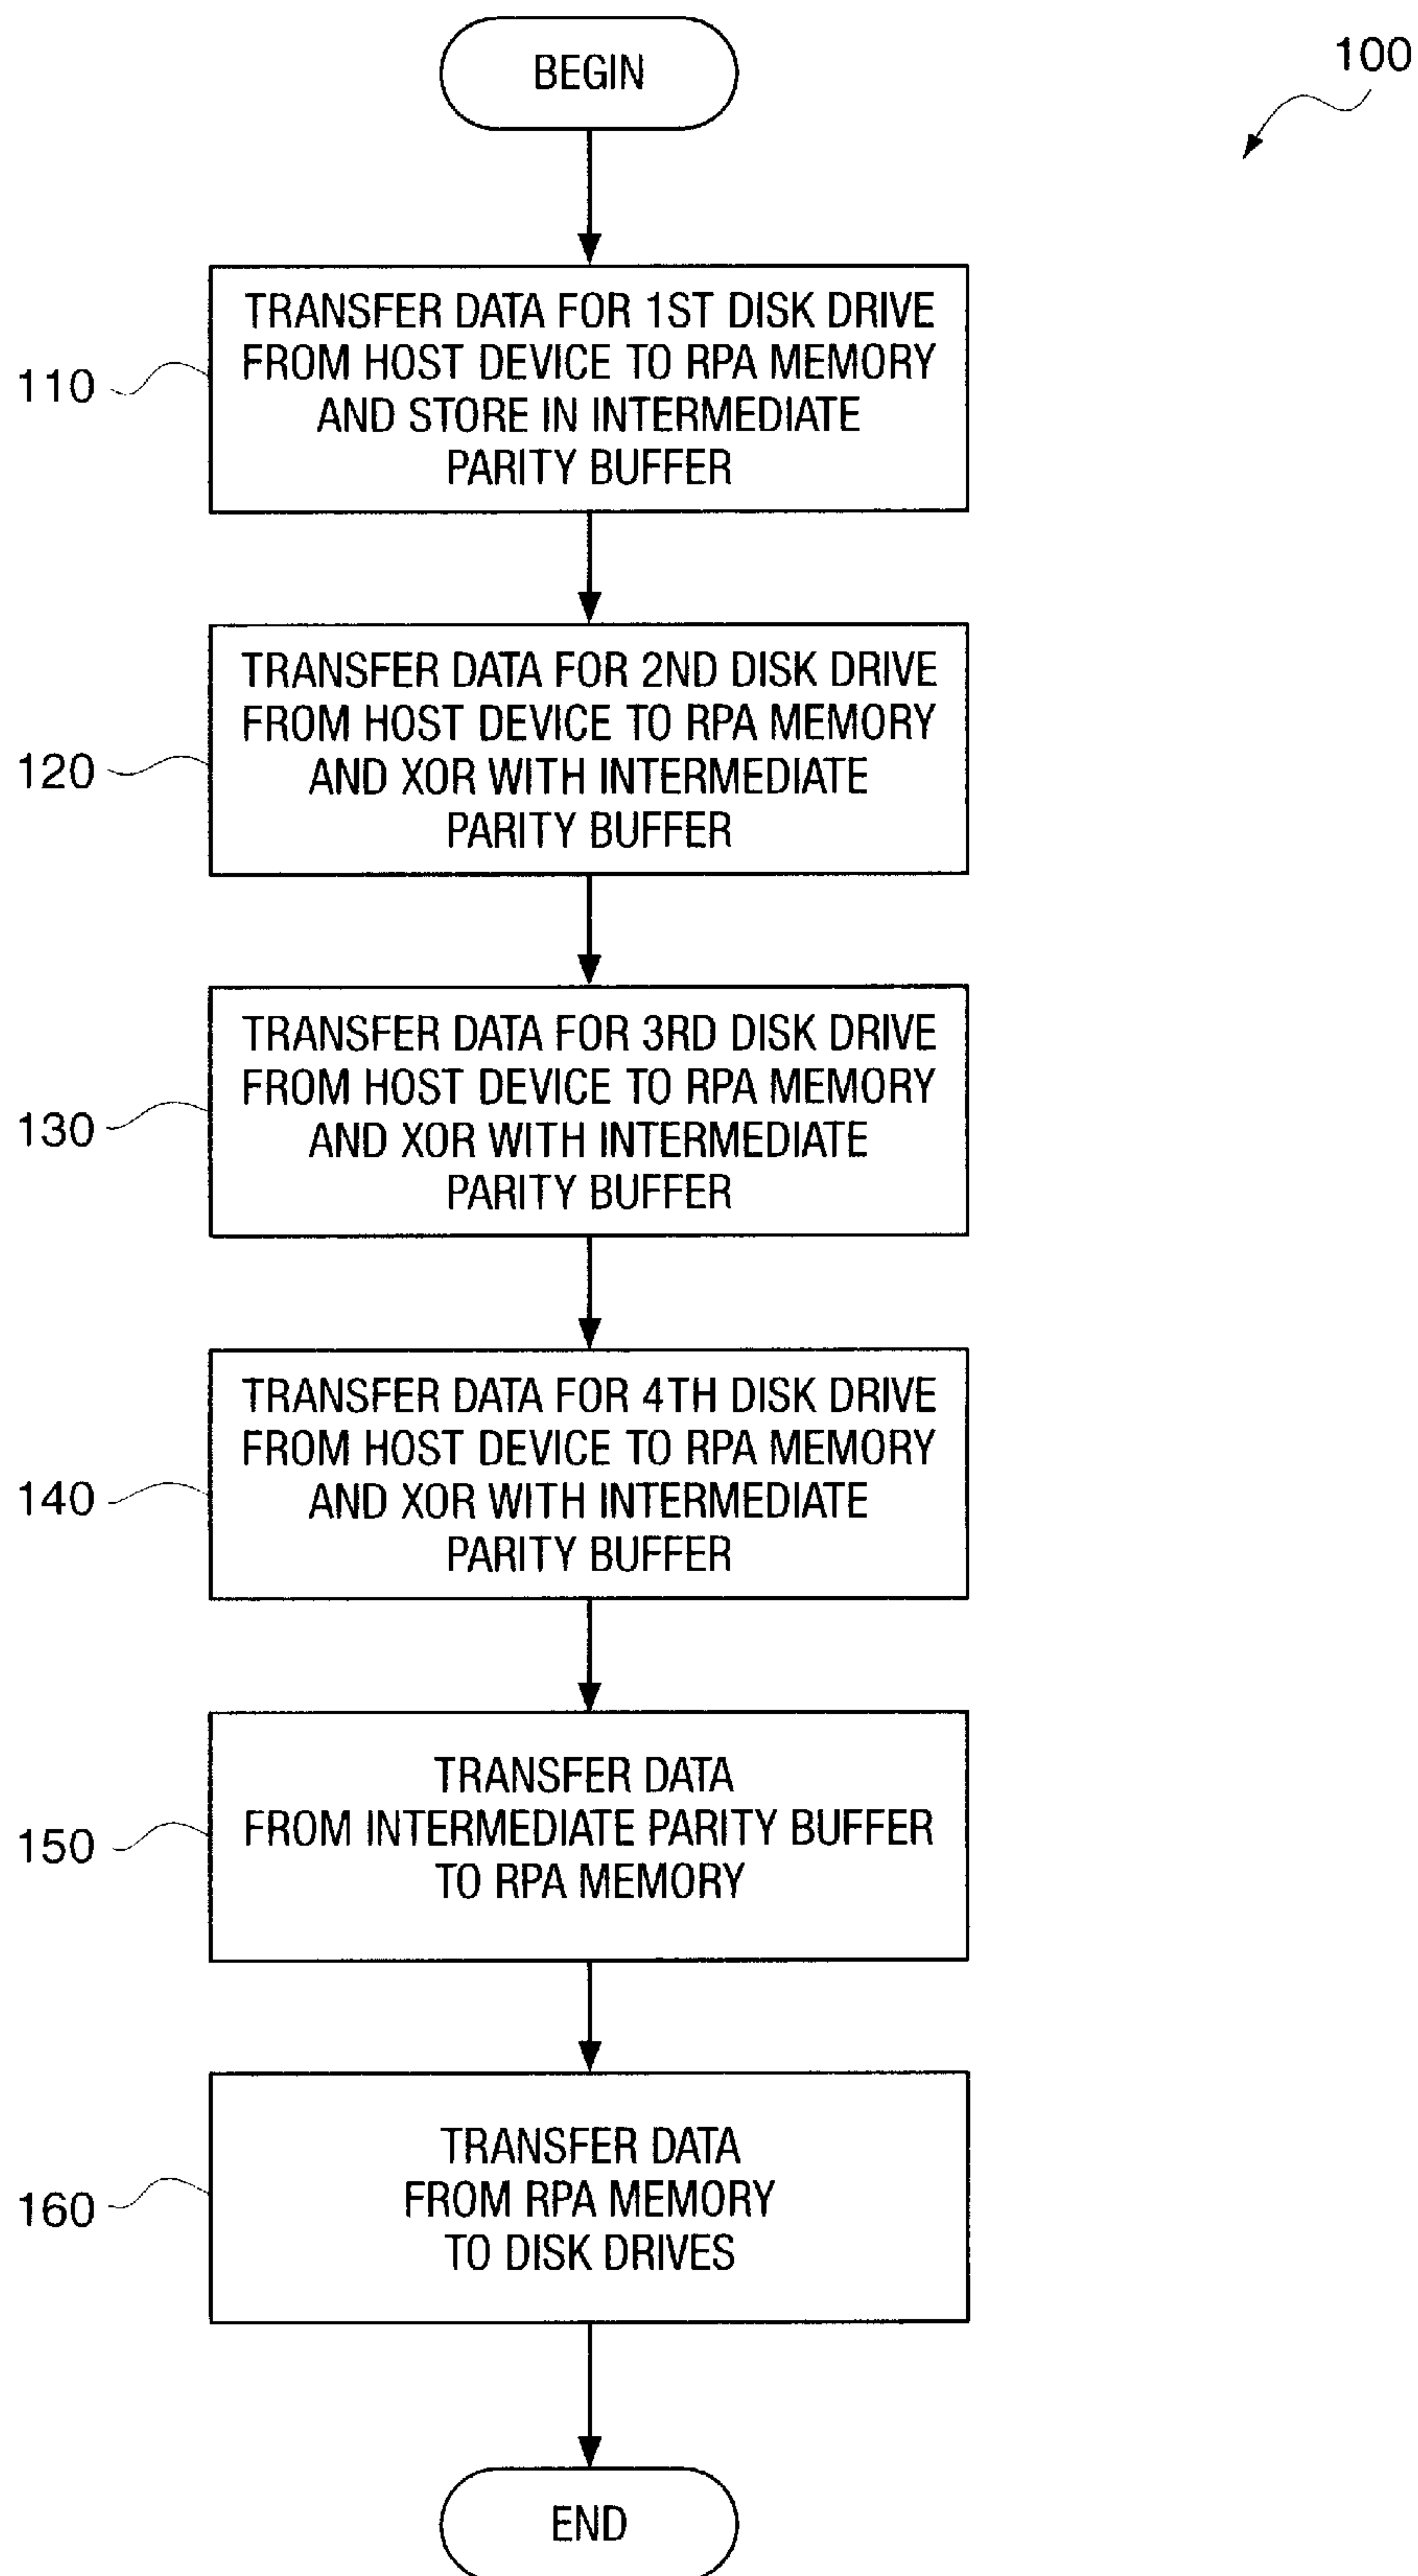 BEGIN
100
110
TRANSFER DATA FOR 1ST DISK DRIVE
FROM HOST DEVICE TO RPA MEMORY
AND STORE IN INTERMEDIATE
PARITY BUFFER
120
TRANSFER DATA FOR 2ND DISK DRIVE
FROM HOST DEVICE TO RPA MEMORY
AND XOR WITH INTERMEDIATE
PARITY BUFFER
130
TRANSFER DATA FOR 3RD DISK DRIVE
FROM HOST DEVICE TO RPA MEMORY
AND XOR WITH INTERMEDIATE
PARITY BUFFER
140
TRANSFER DATA FOR 4TH DISK DRIVE
FROM HOST DEVICE TO RPA MEMORY
AND XOR WITH INTERMEDIATE
PARITY BUFFER
150
TRANSFER DATA
FROM INTERMEDIATE PARITY BUFFER
TO RPA MEMORY
160
TRANSFER DATA
FROM RPA MEMORY
TO DISK DRIVES
END